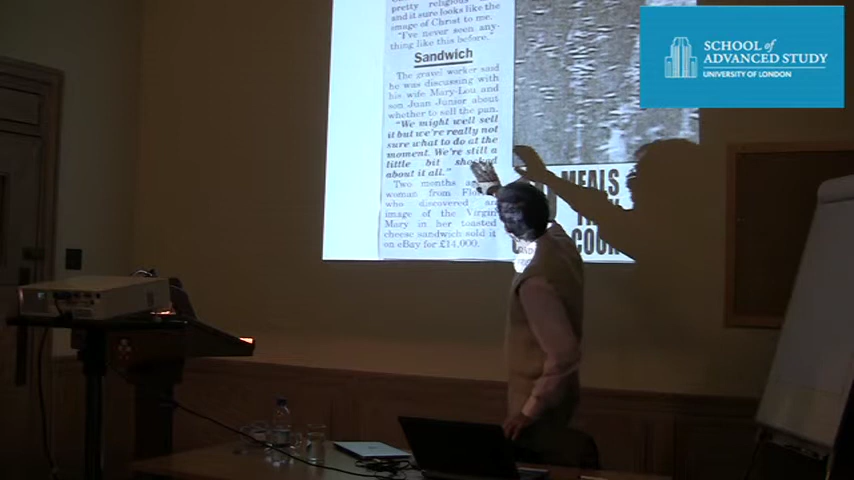 pretty religious
and it sure looks like the
image of Christ to me.
"I've never seen any-
thing like this before."
Sandwich
The gravel worker said
he was discussing with
his wife Mary-Lou and
son Juan Junior about
whether to sell the pan.
"We might well sell
it but we're really not
sure what to do at the
moment. We're still a
little bit shocked
about it all."
Two months
woman from
who discovered an
image of the Virgin
Mary in her toasted
cheese sandwich sold it
on eBay for £14,000.
MEALS
COOK
SCHOOL of
ADVANCED STUDY
UNIVERSITY OF LONDON